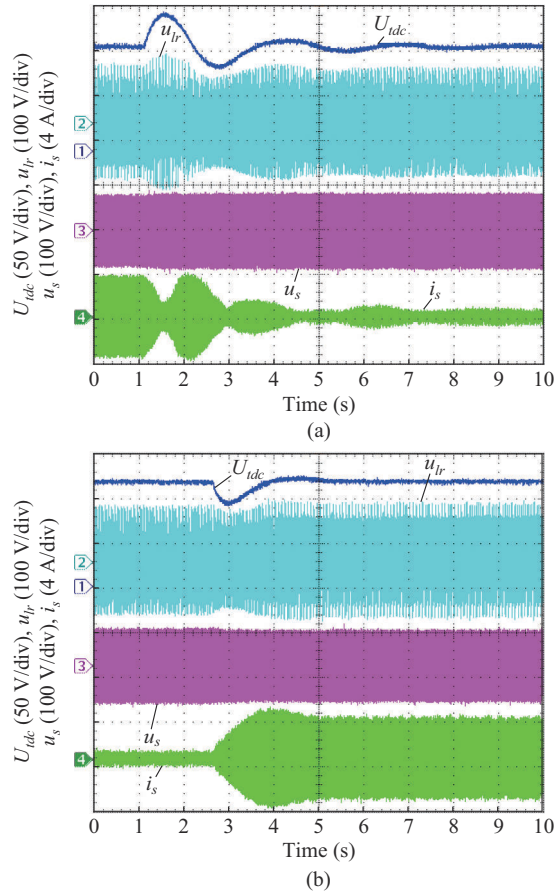 U_tdc (50 V/div), u_lr (100 V/div)
u_s (100 V/div), i_s (4 A/div)
u_lr
U_tdc
2
1
3
u_s
i_s
4
0 1 2 3 4 5 6 7 8 9 10
Time (s)
(a)
U_tdc (50 V/div), u_lr (100 V/div)
u_s (100 V/div), i_s (4 A/div)
U_tdc
u_lr
2
1
3
u_s
4
i_s
0 1 2 3 4 5 6 7 8 9 10
Time (s)
(b)